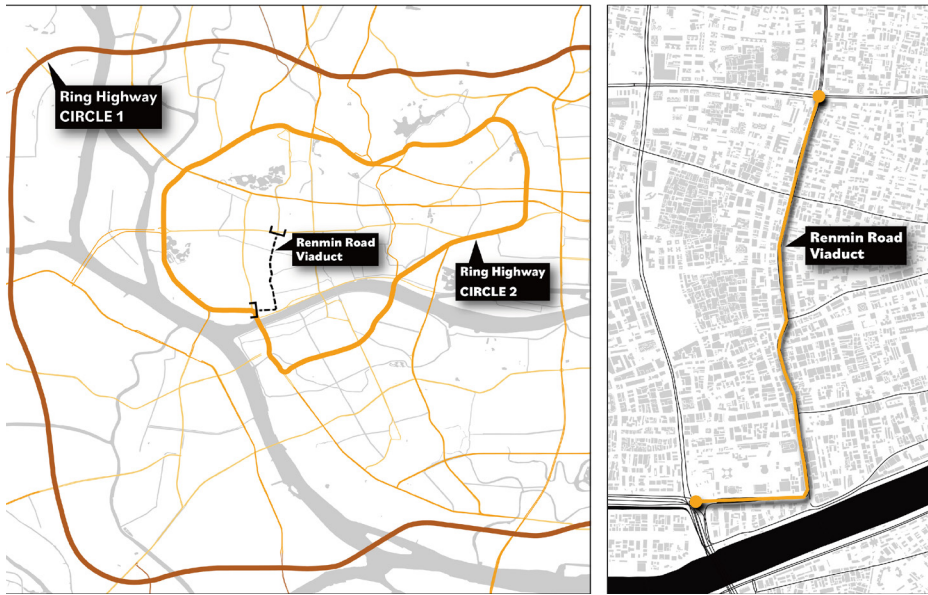 Ring Highway
CIRCLE 1
Renmin Road
Viaduct
Ring Highway
CIRCLE 2
Renmin Road
Viaduct